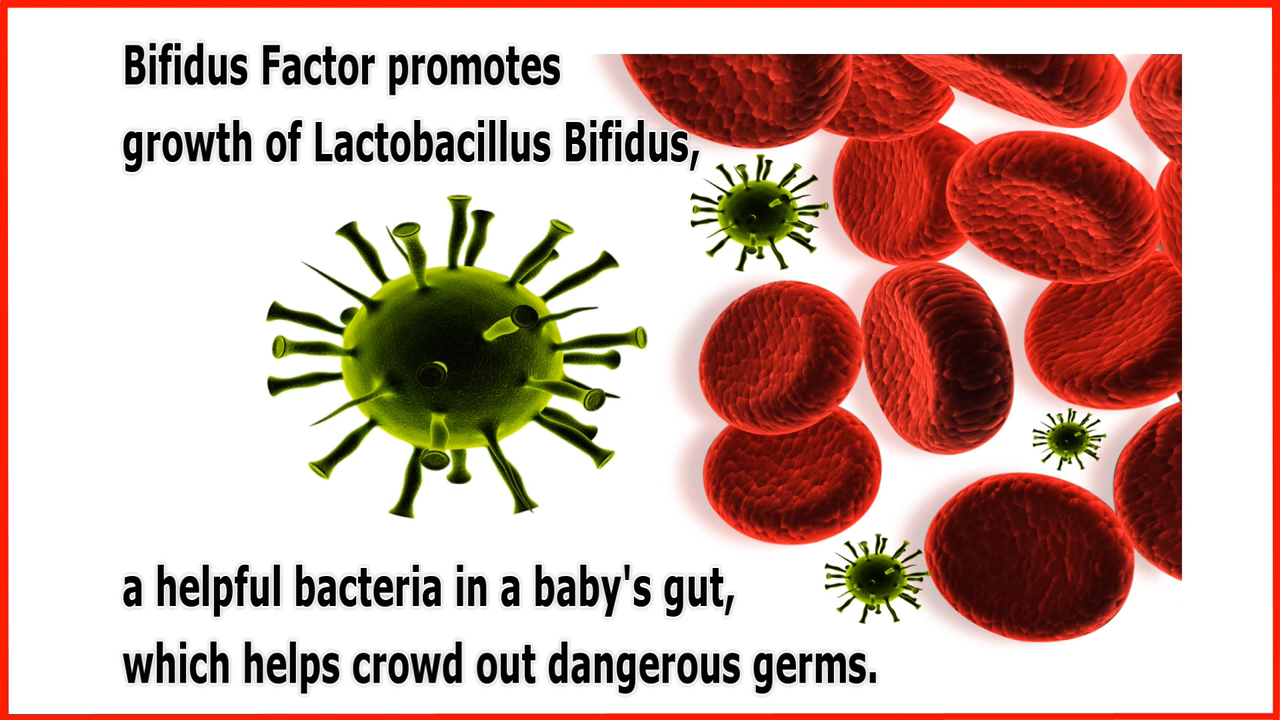 Bifidus Factor promotes
growth of Lactobacillus Bifidus,
a helpful bacteria in a baby's gut,
which helps crowd out dangerous germs.